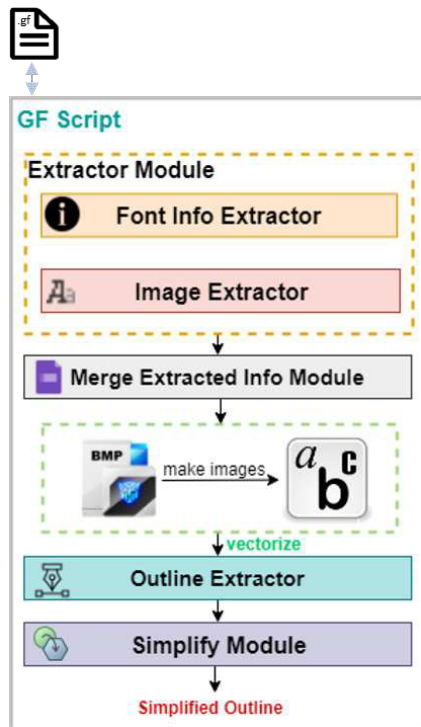 .gf
GF Script
Extractor Module
i Font Info Extractor
Aa Image Extractor
Merge Extracted Info Module
BMP
make images
a b c
vectorize
Outline Extractor
Simplify Module
Simplified Outline